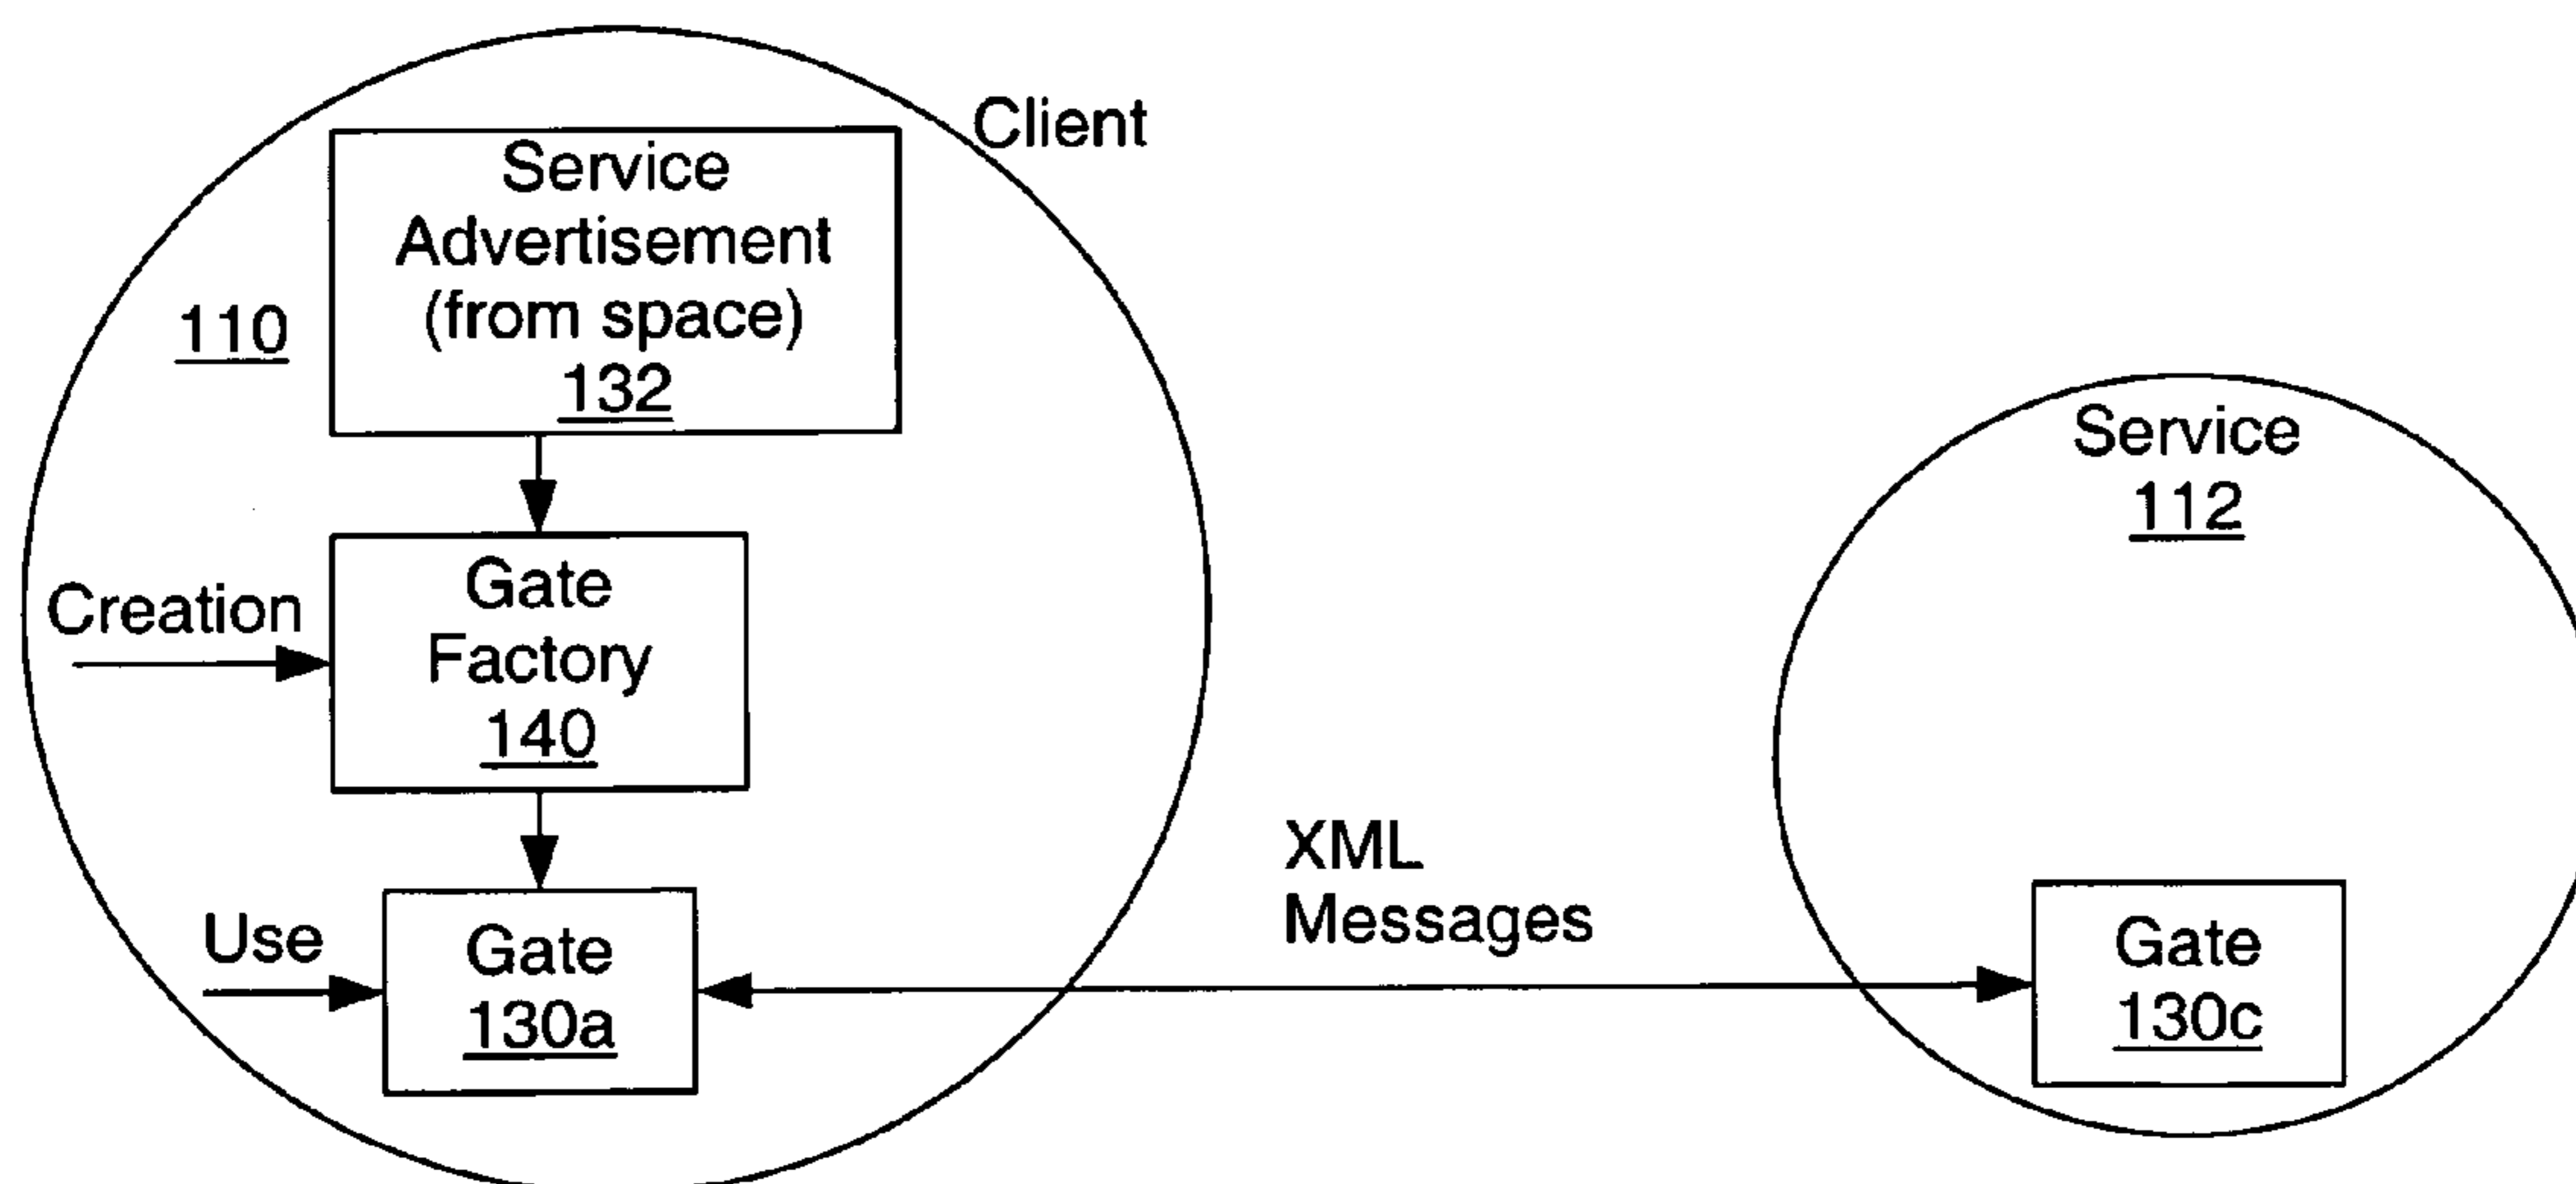 Client
Service
Advertisement
(from space)
132
110
Creation
Gate
Factory
140
Use
Gate
130a
XML
Messages
Service
112
Gate
130c